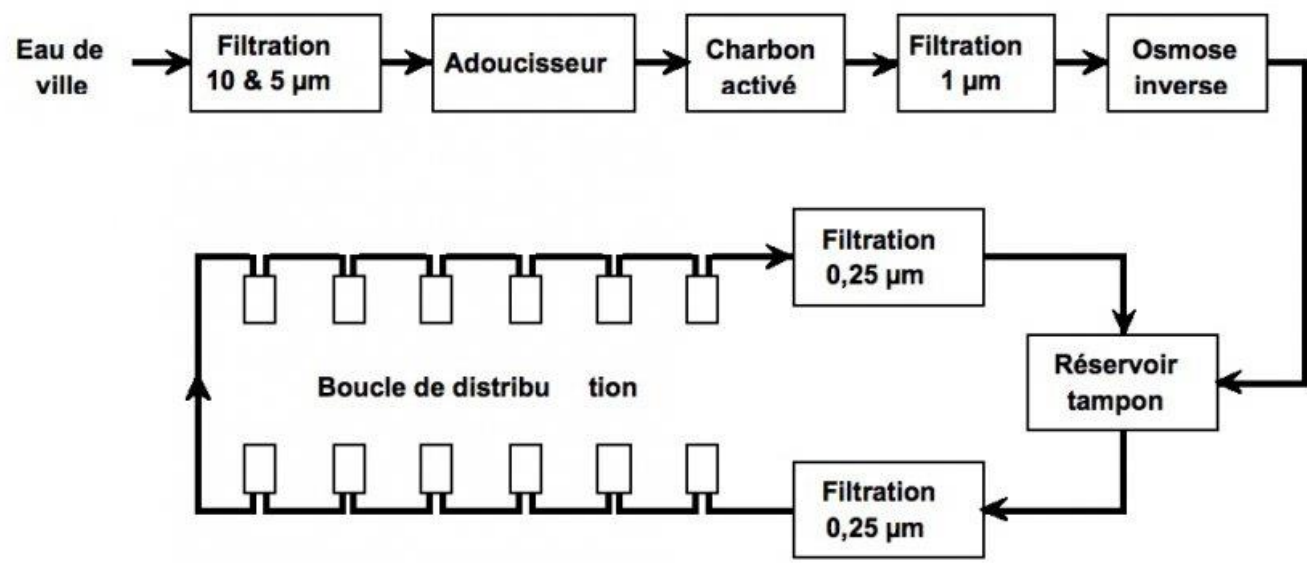 Eau de
ville
Filtration
10 & 5 µm
Adoucisseur
Charbon
activé
Filtration
1 µm
Osmose
inverse
Filtration
0,25 µm
Réservoir
tampon
Boucle de distribu tion
Filtration
0,25 µm